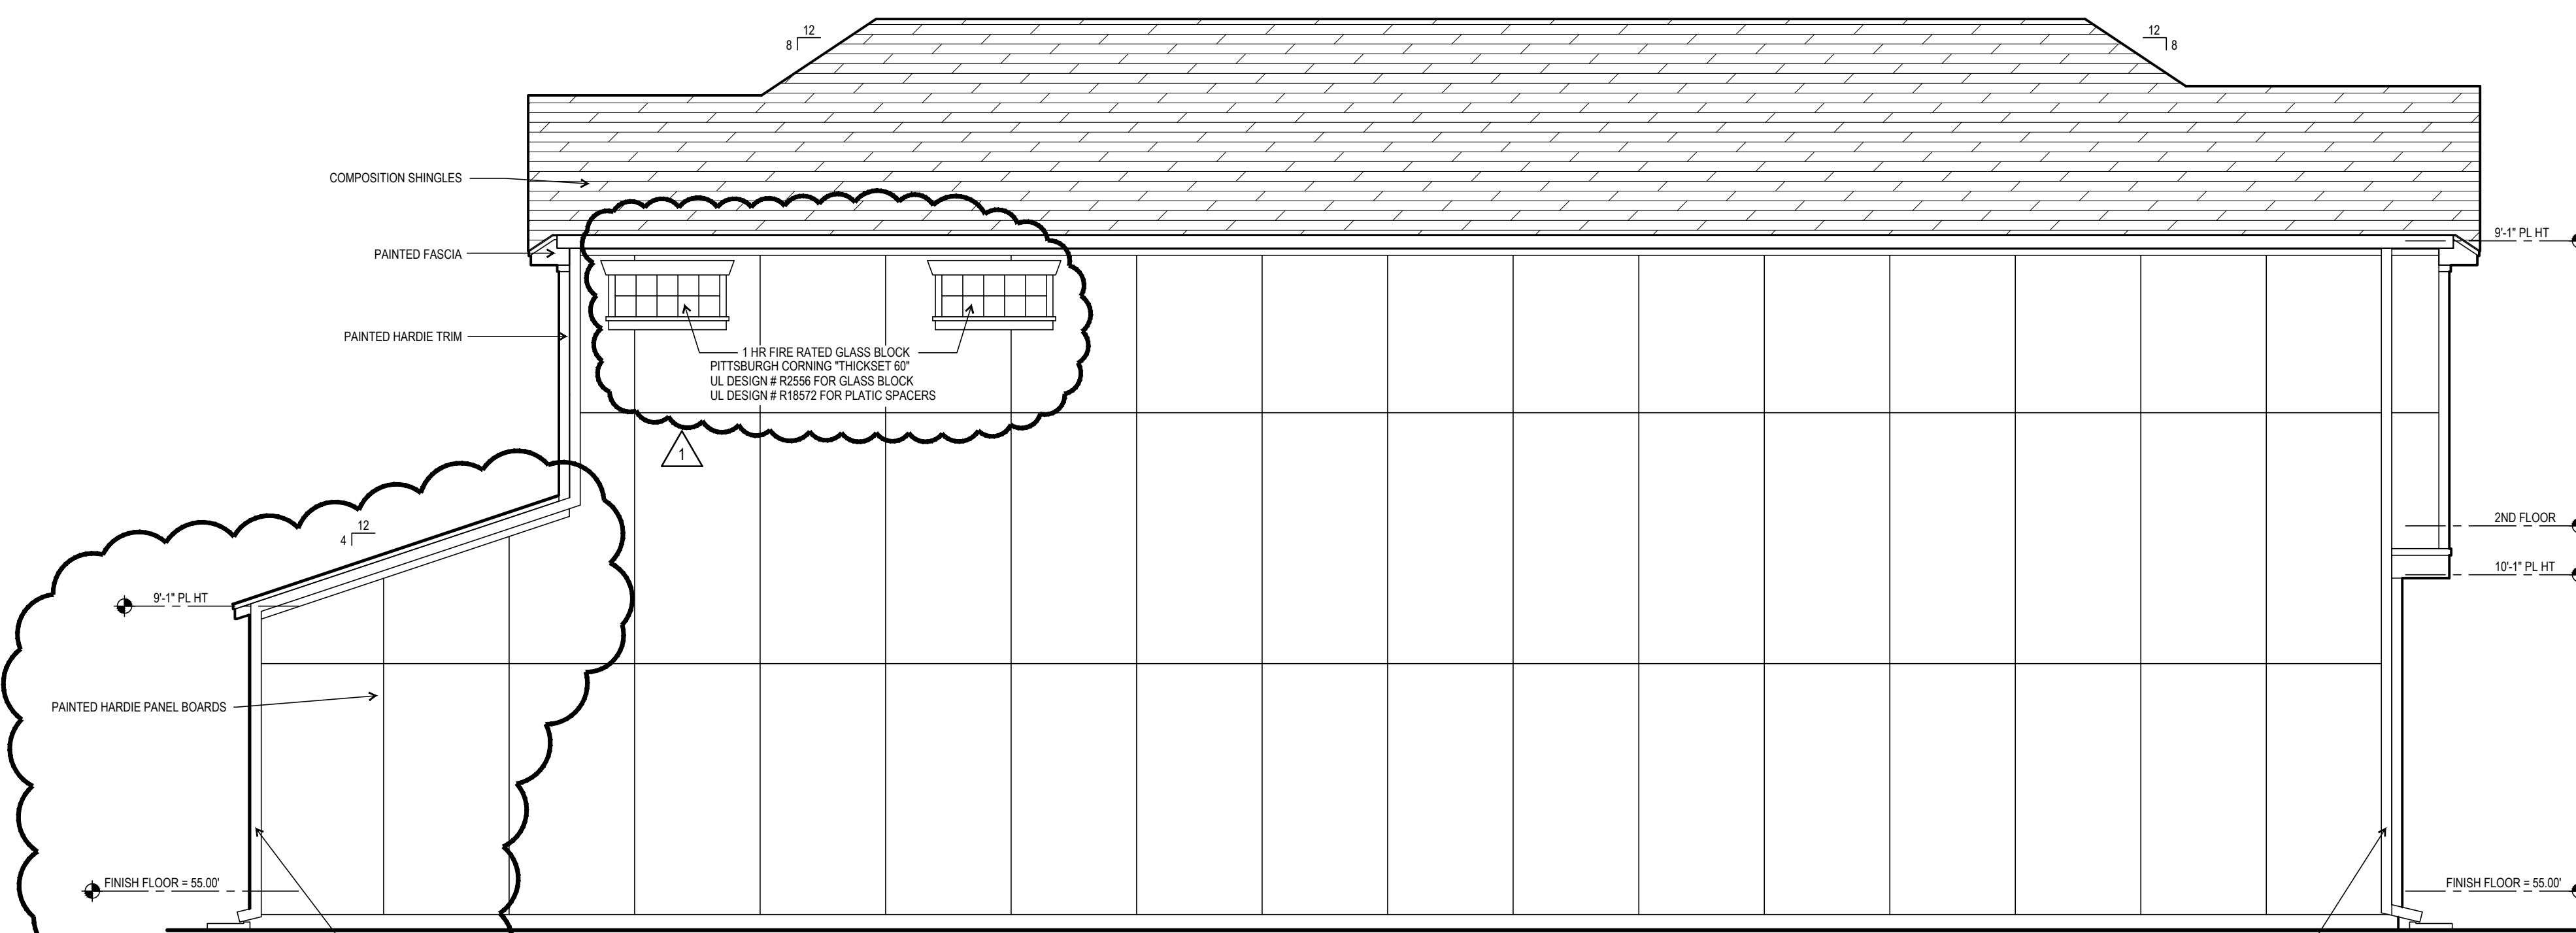 12
8
12
8
COMPOSITION SHINGLES
PAINTED FASCIA
9'-1" PL HT
PAINTED HARDIE TRIM
1 HR FIRE RATED GLASS BLOCK
PITTSBURGH CORNING "THICKSET 60"
UL DESIGN # R2556 FOR GLASS BLOCK
UL DESIGN # R18572 FOR PLATIC SPACERS
1
12
4
2ND FLOOR
10'-1" PL HT
9'-1" PL HT
PAINTED HARDIE PANEL BOARDS
FINISH FLOOR = 55.00'
FINISH FLOOR = 55.00'